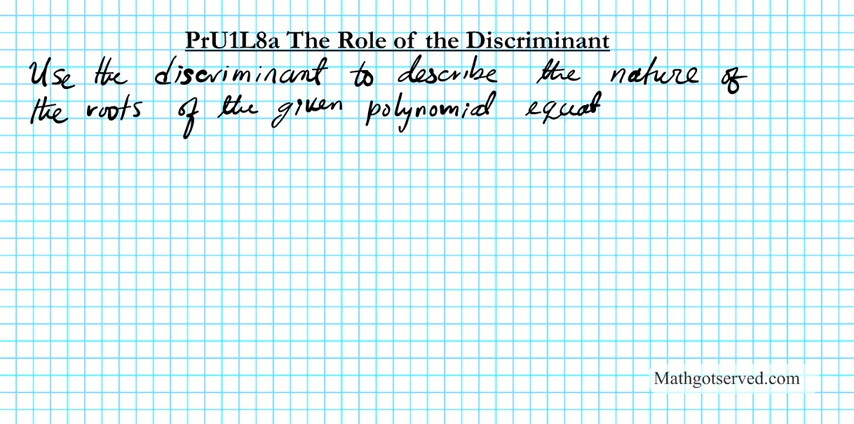 PrU1L8a The Role of the Discriminant
Use the discriminant to describe the nature of
the roots of the given polynomial equat
Mathgotserved.com